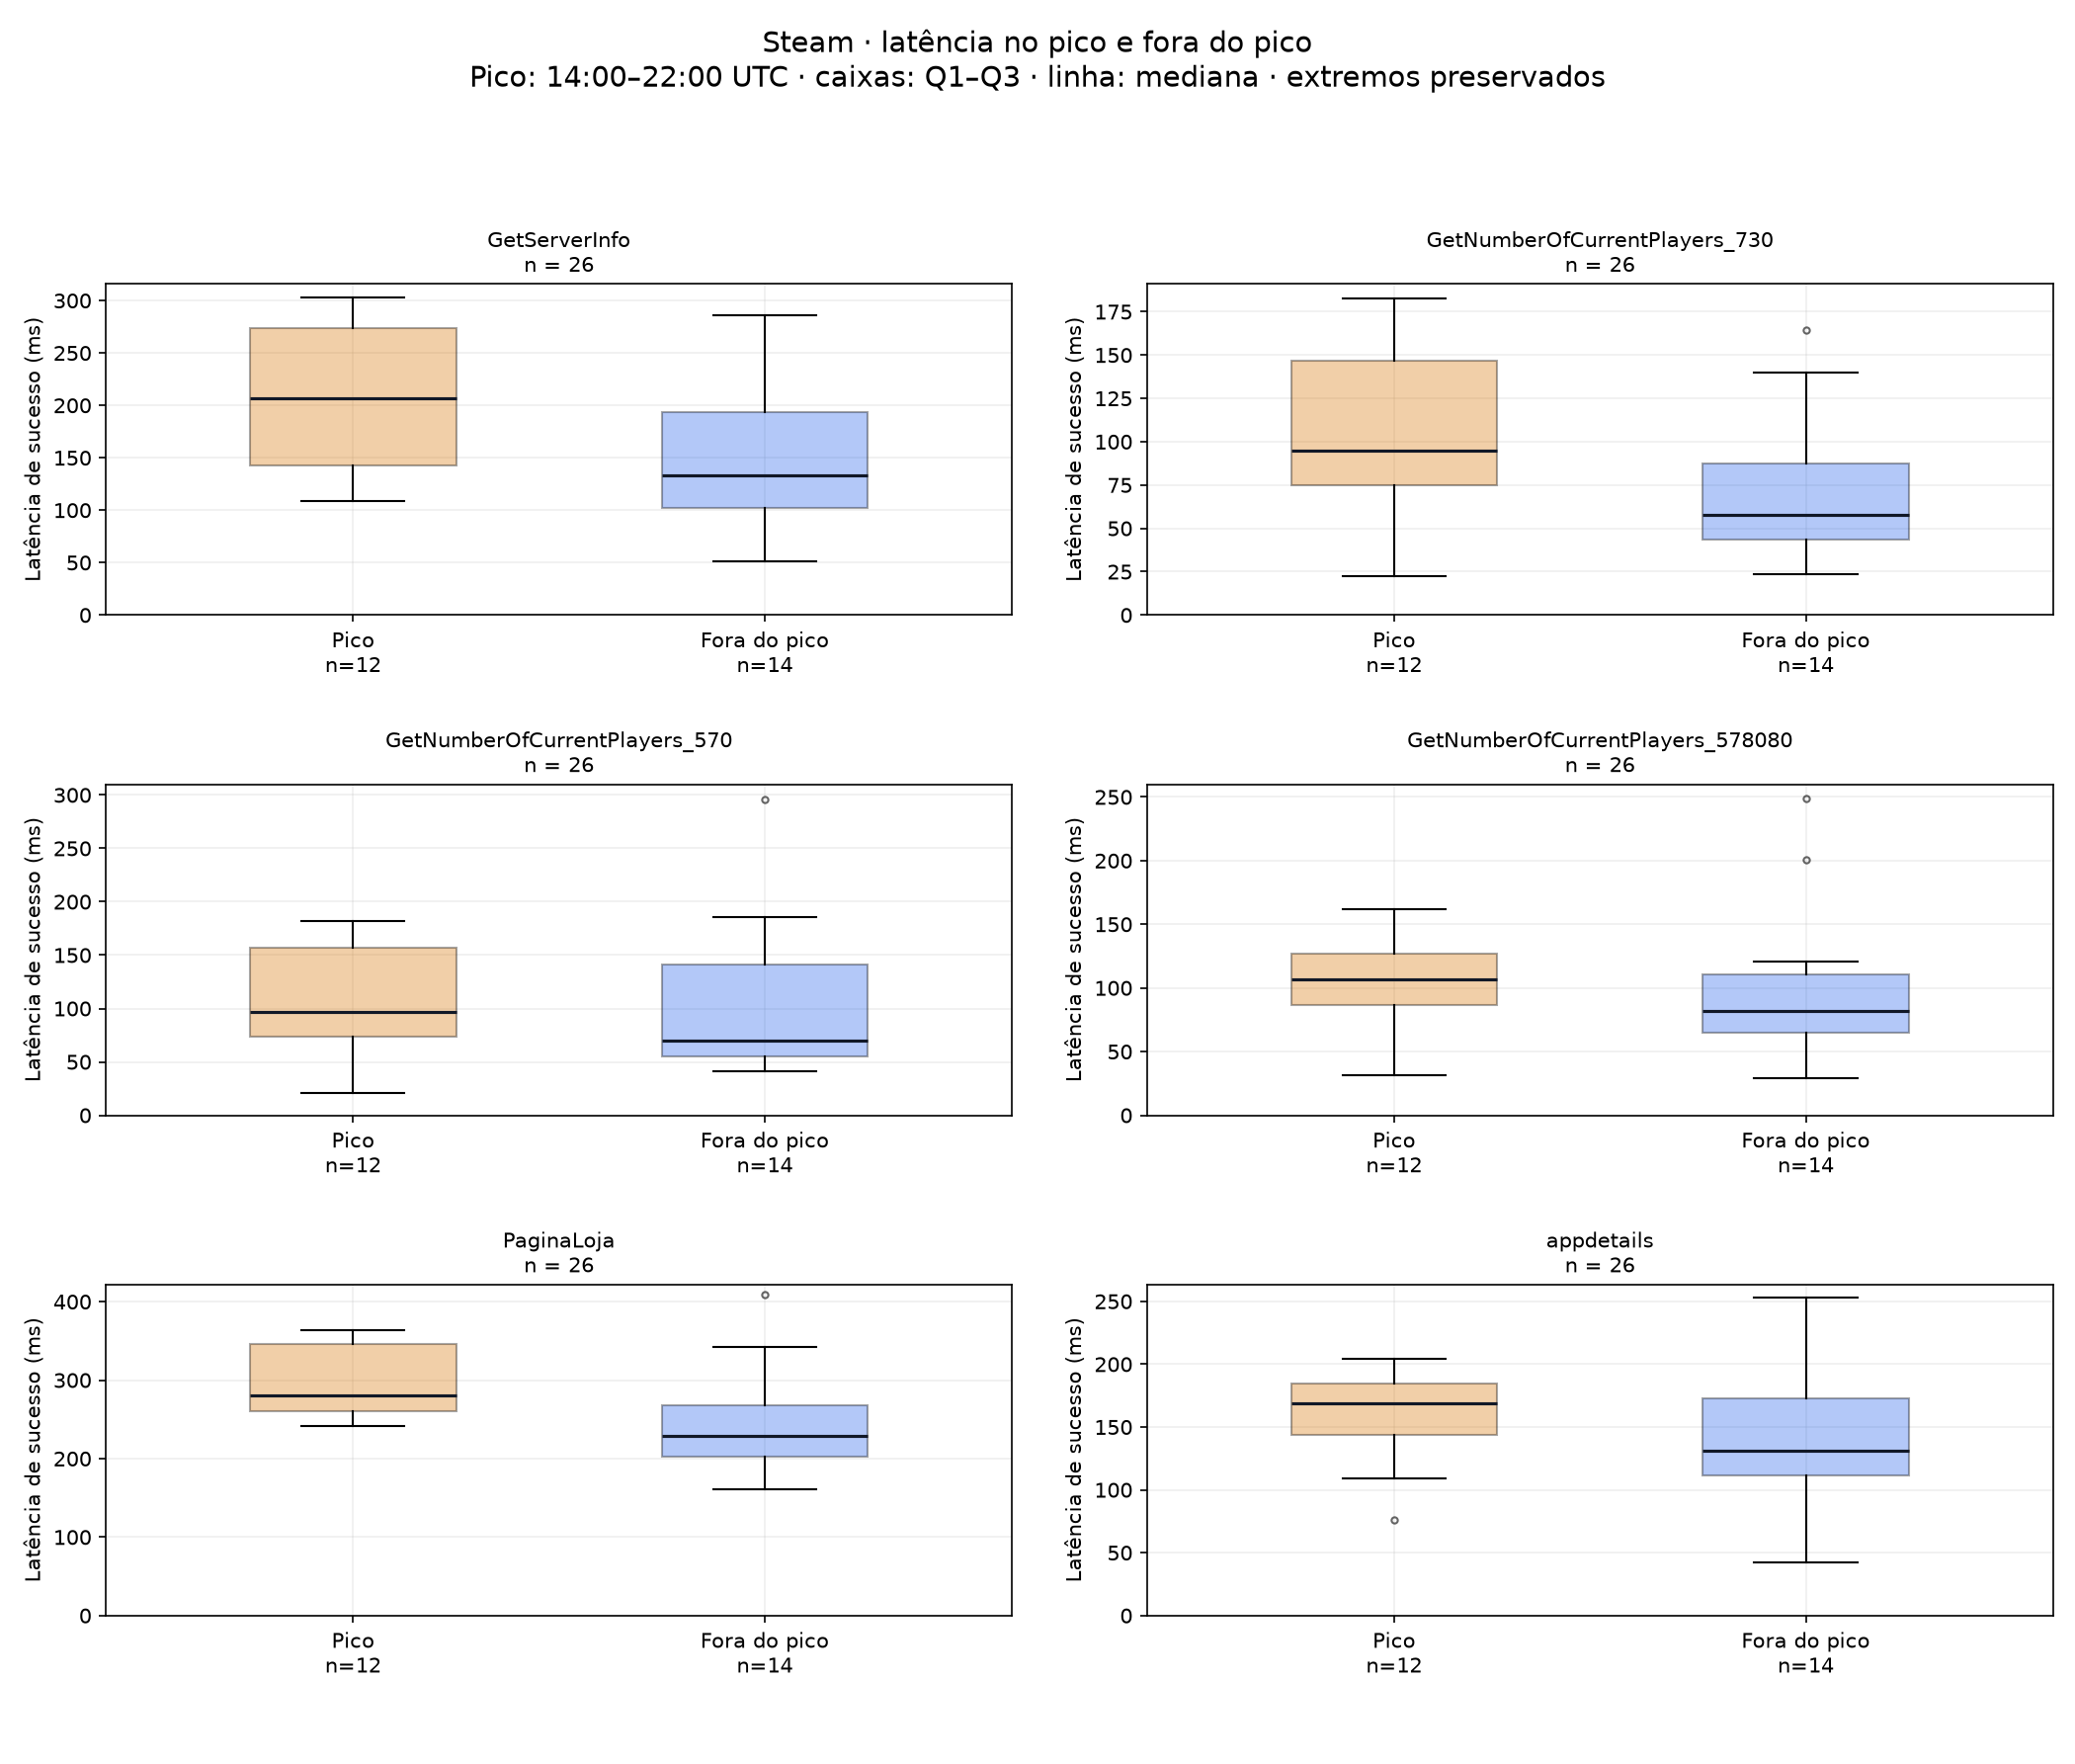 Steam · latência no pico e fora do pico
Pico: 14:00–22:00 UTC · caixas: Q1–Q3 · linha: mediana · extremos preservados
GetServerInfo
n = 26
Latência de sucesso (ms)
300
250
200
150
100
50
0
Pico
n=12
Fora do pico
n=14
GetNumberOfCurrentPlayers_730
n = 26
Latência de sucesso (ms)
175
150
125
100
75
50
25
0
Pico
n=12
Fora do pico
n=14
GetNumberOfCurrentPlayers_570
n = 26
Latência de sucesso (ms)
300
250
200
150
100
50
0
Pico
n=12
Fora do pico
n=14
GetNumberOfCurrentPlayers_578080
n = 26
Latência de sucesso (ms)
250
200
150
100
50
0
Pico
n=12
Fora do pico
n=14
PaginaLoja
n = 26
Latência de sucesso (ms)
400
300
200
100
0
Pico
n=12
Fora do pico
n=14
appdetails
n = 26
Latência de sucesso (ms)
250
200
150
100
50
0
Pico
n=12
Fora do pico
n=14